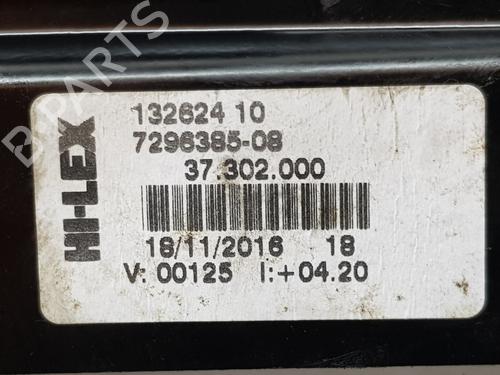 HI-LEX
132624 10
7296385-08
37.302.000
18/11/2016 18
V: 00125 I:+04.20
B-PARTS